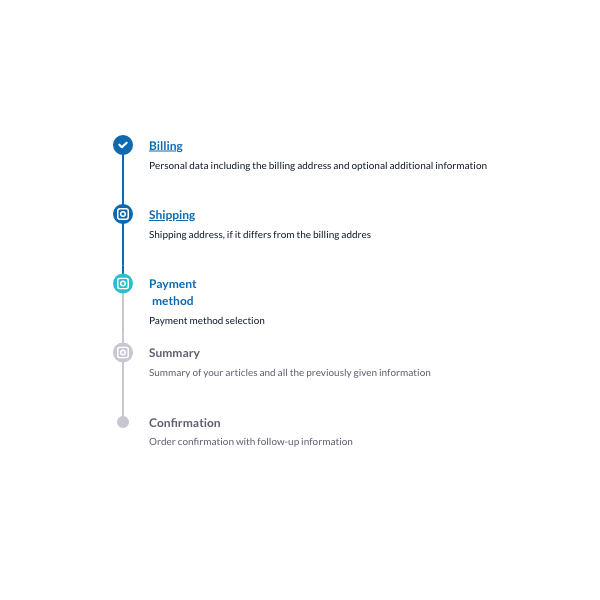 Billing
Personal data including the billing address and optional additional information
Shipping
Shipping address, if it differs from the billing addres
Payment
method
Payment method selection
Summary
Summary of your articles and all the previously given information
Confirmation
Order confirmation with follow-up information